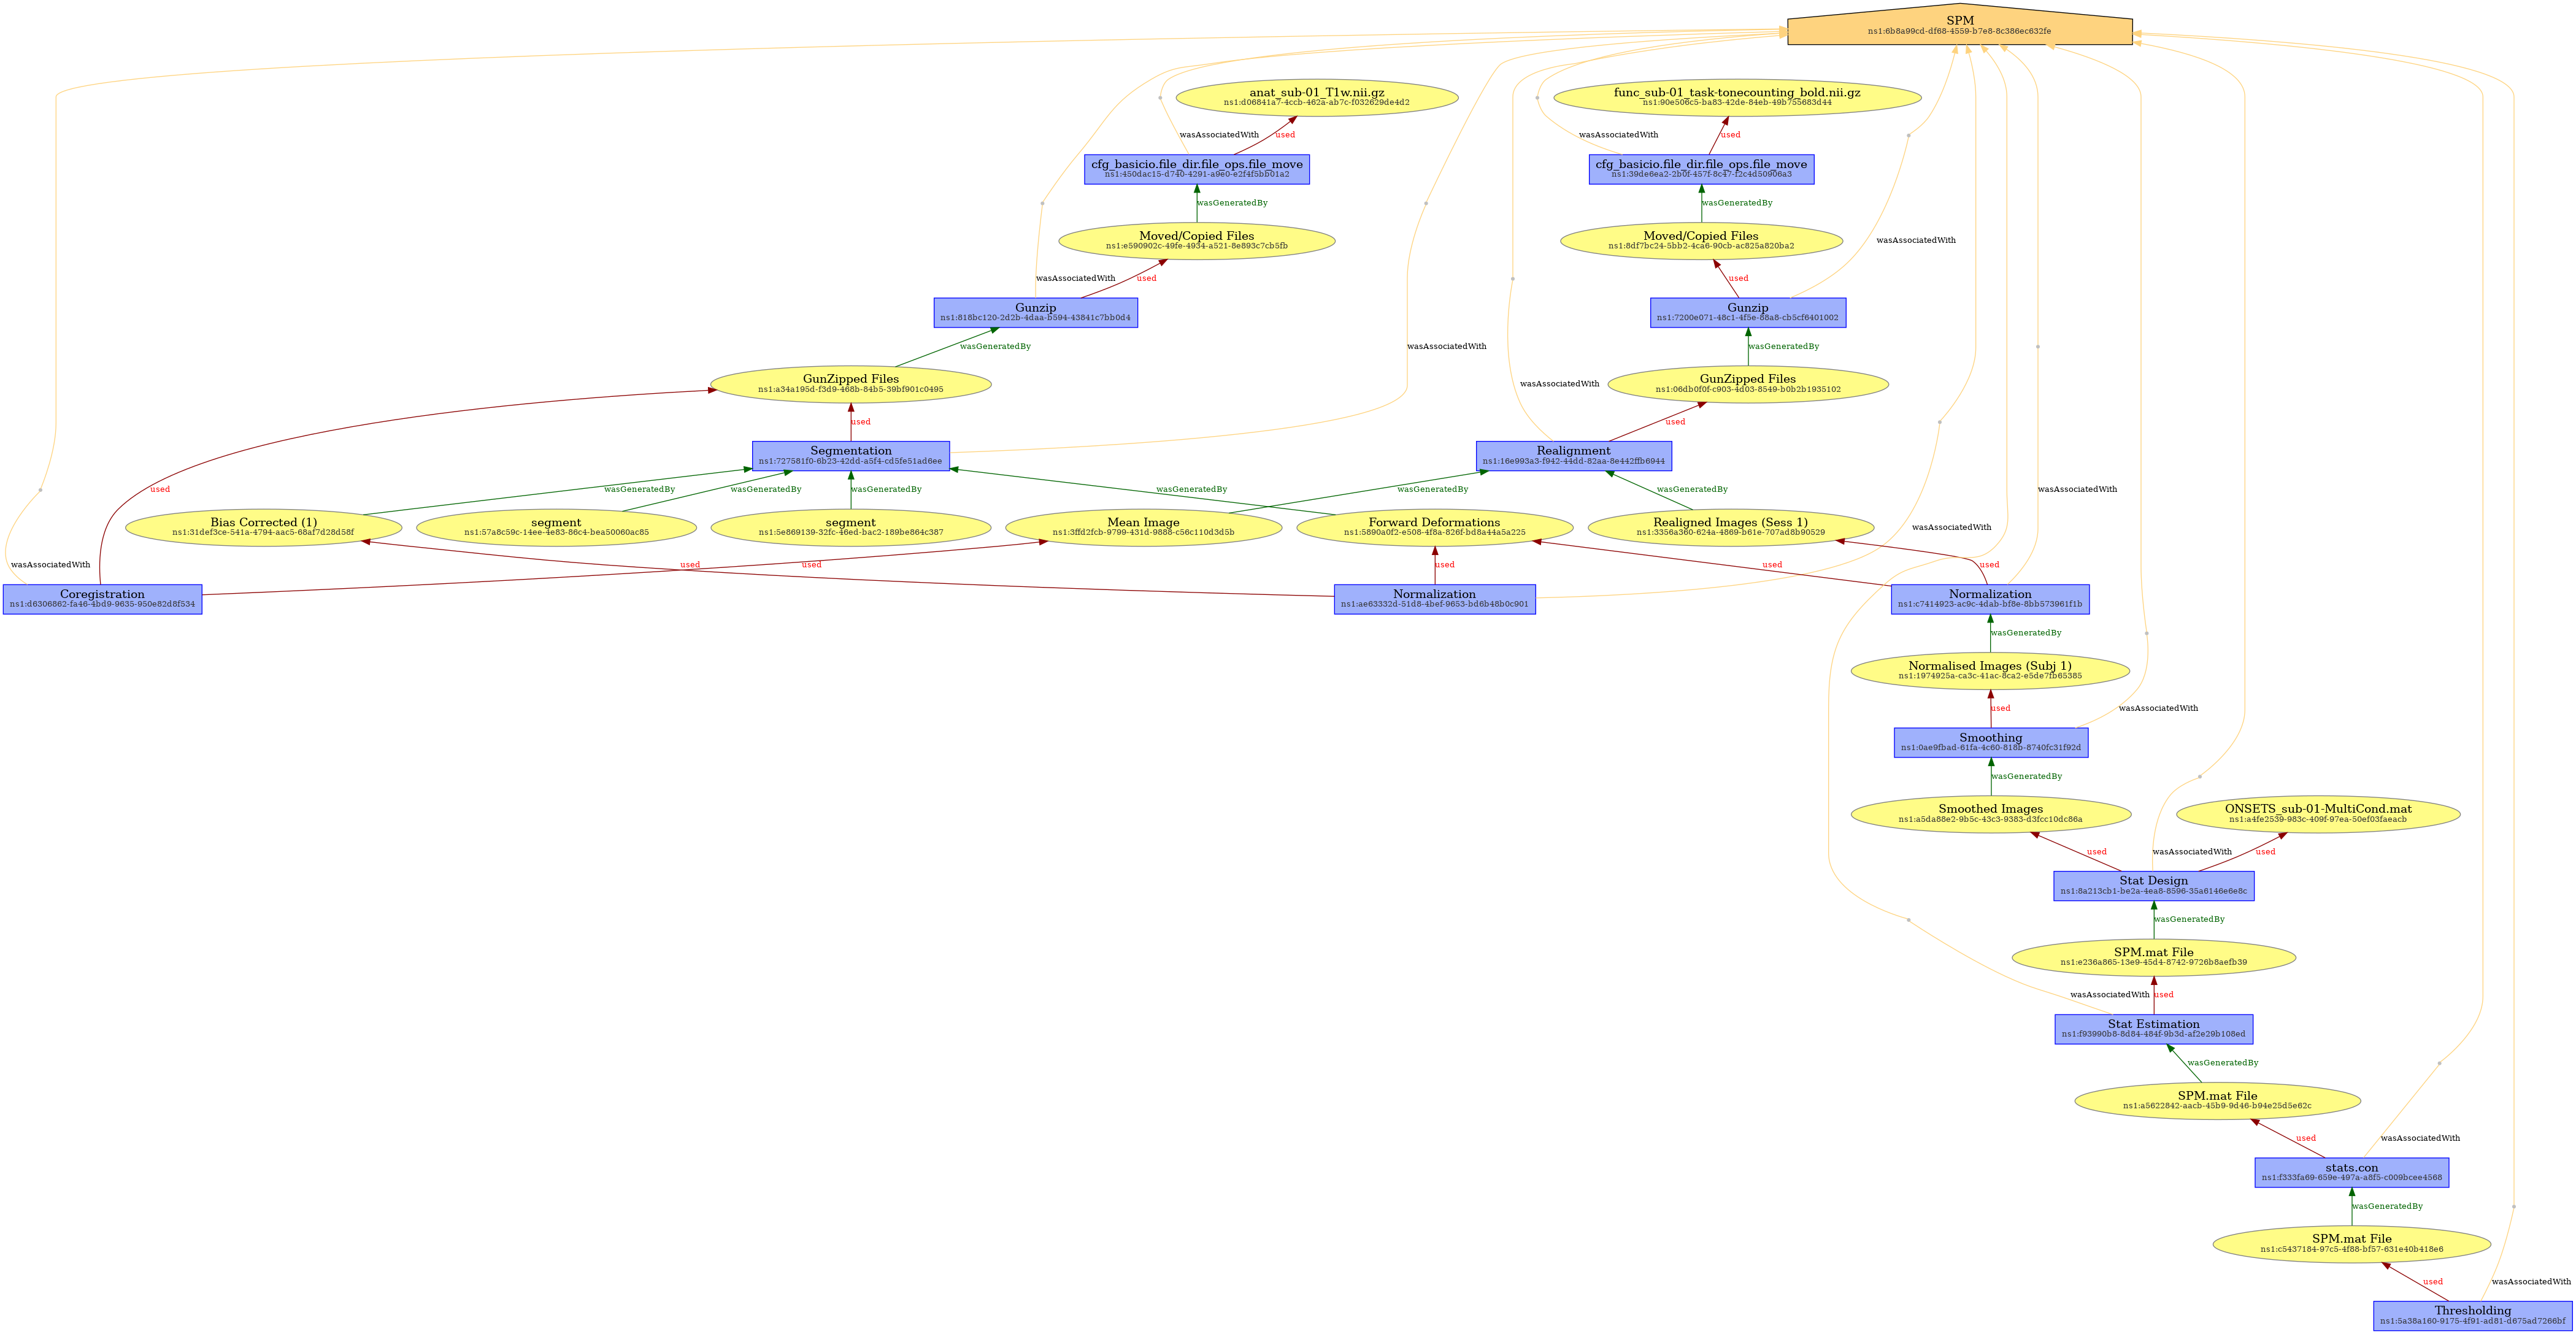 SPM
ns1:6b8a99cd-df68-4559-b7e8-8c386ec632fe
anat_sub-01_T1w.nii.gz
ns1:d06841a7-4ccb-462a-ab7c-f032629de4d2
func_sub-01_task-tonecounting_bold.nii.gz
ns1:90e506c5-ba83-42de-84eb-49b755683d44
wasAssociatedWith
used
wasAssociatedWith
used
cfg_basicio.file_dir.file_ops.file_move
ns1:450dac15-d740-4291-a9e0-e2f4f5bb01a2
cfg_basicio.file_dir.file_ops.file_move
ns1:39de6ea2-2b0f-457f-8c47-f2c4d50906a3
wasGeneratedBy
wasGeneratedBy
Moved/Copied Files
ns1:e590902c-49fe-4934-a521-8e893c7cb5fb
Moved/Copied Files
ns1:8df7bc24-5bb2-4ca6-90cb-ac825a820ba2
wasAssociatedWith
wasAssociatedWith
used
used
Gunzip
ns1:818bc120-2d2b-4daa-b594-43841c7bb0d4
Gunzip
ns1:7200e071-48c1-4f5e-88a8-cb5cf6401002
wasGeneratedBy
wasAssociatedWith
wasGeneratedBy
GunZipped Files
ns1:a34a195d-f3d9-468b-84b5-39bf901c0495
GunZipped Files
ns1:06db0f0f-c903-4d03-8549-b0b2b1935102
wasAssociatedWith
used
used
Segmentation
ns1:727581f0-6b23-42dd-a5f4-cd5fe51ad6ee
Realignment
ns1:16e993a3-f942-44dd-82aa-8e442ffb6944
used
wasGeneratedBy
wasGeneratedBy
wasGeneratedBy
wasGeneratedBy
wasGeneratedBy
wasGeneratedBy
wasAssociatedWith
Bias Corrected (1)
ns1:31def3ce-541a-4794-aac5-68af7d28d58f
segment
ns1:57a8c59c-14ee-4e83-86c4-bea50060ac85
segment
ns1:5e869139-32fc-46ed-bac2-189be864c387
Mean Image
ns1:3ffd2fcb-9799-431d-9888-c56c110d3d5b
Forward Deformations
ns1:5890a0f2-e508-4f8a-826f-bd8a44a5a225
Realigned Images (Sess 1)
ns1:3356a360-624a-4869-b61e-707ad8b90529
wasAssociatedWith
wasAssociatedWith
used
used
used
used
used
Coregistration
ns1:d6306862-fa46-4bd9-9635-950e82d8f534
Normalization
ns1:ae63332d-51d8-4bef-9653-bd6b48b0c901
Normalization
ns1:c7414923-ac9c-4dab-bf8e-8bb573961f1b
wasGeneratedBy
Normalised Images (Subj 1)
ns1:1974925a-ca3c-41ac-8ca2-e5de7fb65385
used
wasAssociatedWith
Smoothing
ns1:0ae9fbad-61fa-4c60-818b-8740fc31f92d
wasGeneratedBy
Smoothed Images
ns1:a5da88e2-9b5c-43c3-9383-d3fcc10dc86a
ONSETS_sub-01-MultiCond.mat
ns1:a4fe2539-983c-409f-97ea-50ef03faeacb
used
wasAssociatedWith
used
Stat Design
ns1:8a213cb1-be2a-4ea8-8596-35a6146e6e8c
wasGeneratedBy
SPM.mat File
ns1:e236a865-13e9-45d4-8742-9726b8aefb39
wasAssociatedWith
used
Stat Estimation
ns1:f93990b8-8d84-484f-9b3d-af2e29b108ed
wasGeneratedBy
SPM.mat File
ns1:a5622842-aacb-45b9-9d46-b94e25d5e62c
used
wasAssociatedWith
stats.con
ns1:f333fa69-659e-497a-a8f5-c009bcee4568
wasGeneratedBy
SPM.mat File
ns1:c5437184-97c5-4f88-bf57-631e40b418e6
used
wasAssociatedWith
Thresholding
ns1:5a38a160-9175-4f91-ad81-d675ad7266bf